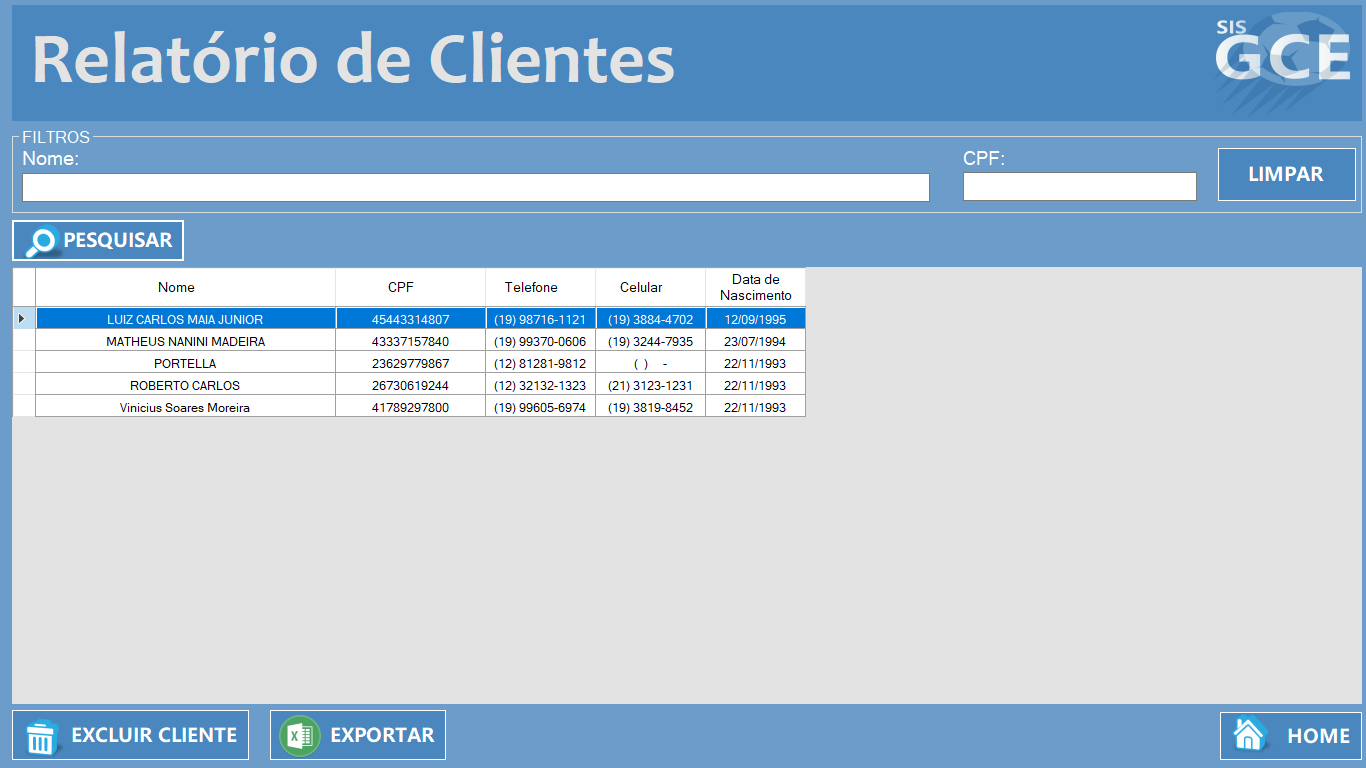 Relatório de Clientes
SIS
GCE
FILTROS
Nome: CPF:
LIMPAR
PESQUISAR
Nome CPF Telefone Celular Data de Nascimento
LUIZ CARLOS MAIA JUNIOR 45443314807 (19) 98716-1121 (19) 3884-4702 12/09/1995
MATHEUS NANINI MADEIRA 43337157840 (19) 99370-0606 (19) 3244-7935 23/07/1994
PORTELLA 23629779867 (12) 81281-9812 ( ) - 22/11/1993
ROBERTO CARLOS 26730619244 (12) 32132-1323 (21) 3123-1231 22/11/1993
Vinicius Soares Moreira 41789297800 (19) 99605-6974 (19) 3819-8452 22/11/1993
EXCLUIR CLIENTE EXPORTAR HOME